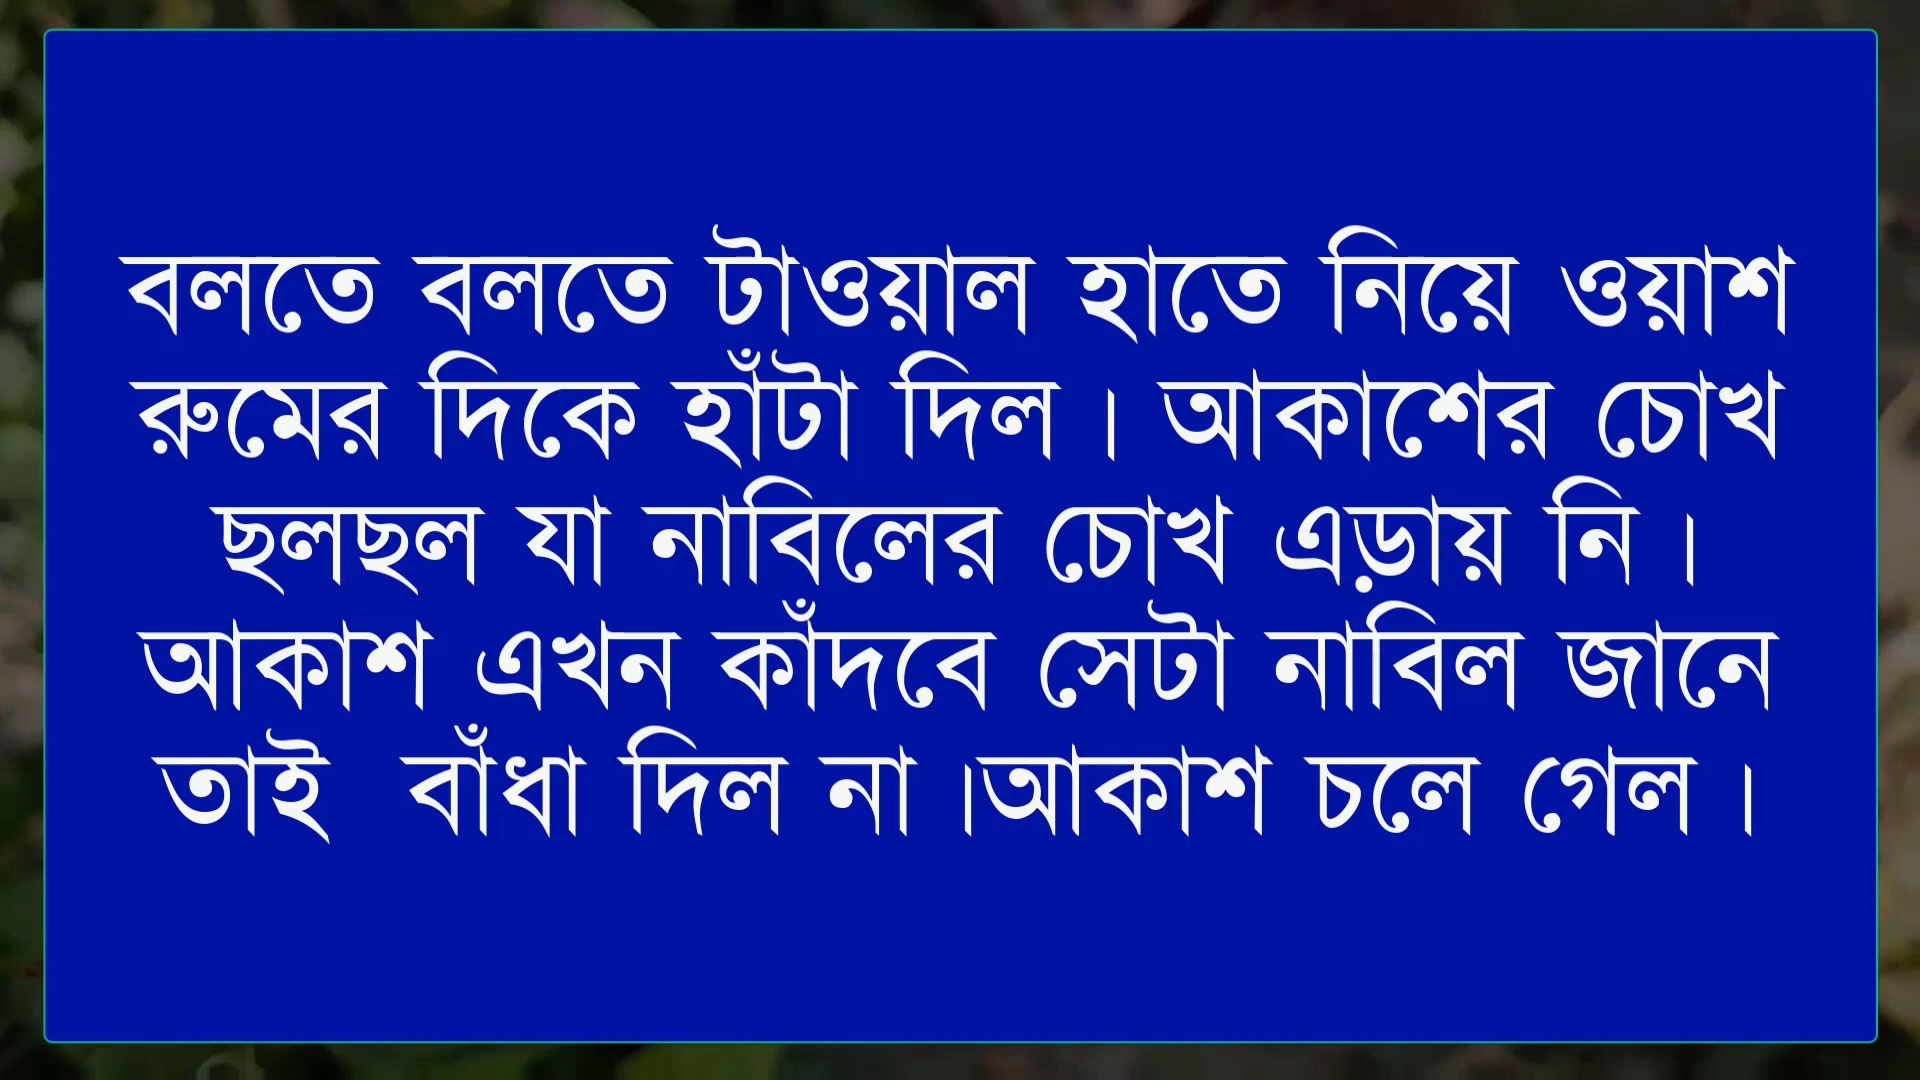 বলতে বলতে টাওয়াল হাতে নিয়ে ওয়াশ
রুমের দিকে হাঁটা দিল। আকাশের চোখ
ছলছল যা নাবিলের চোখ এড়ায় নি।
আকাশ এখন কাঁদবে সেটা নাবিল জানে
তাই  বাঁধা দিল না।আকাশ চলে গেল।